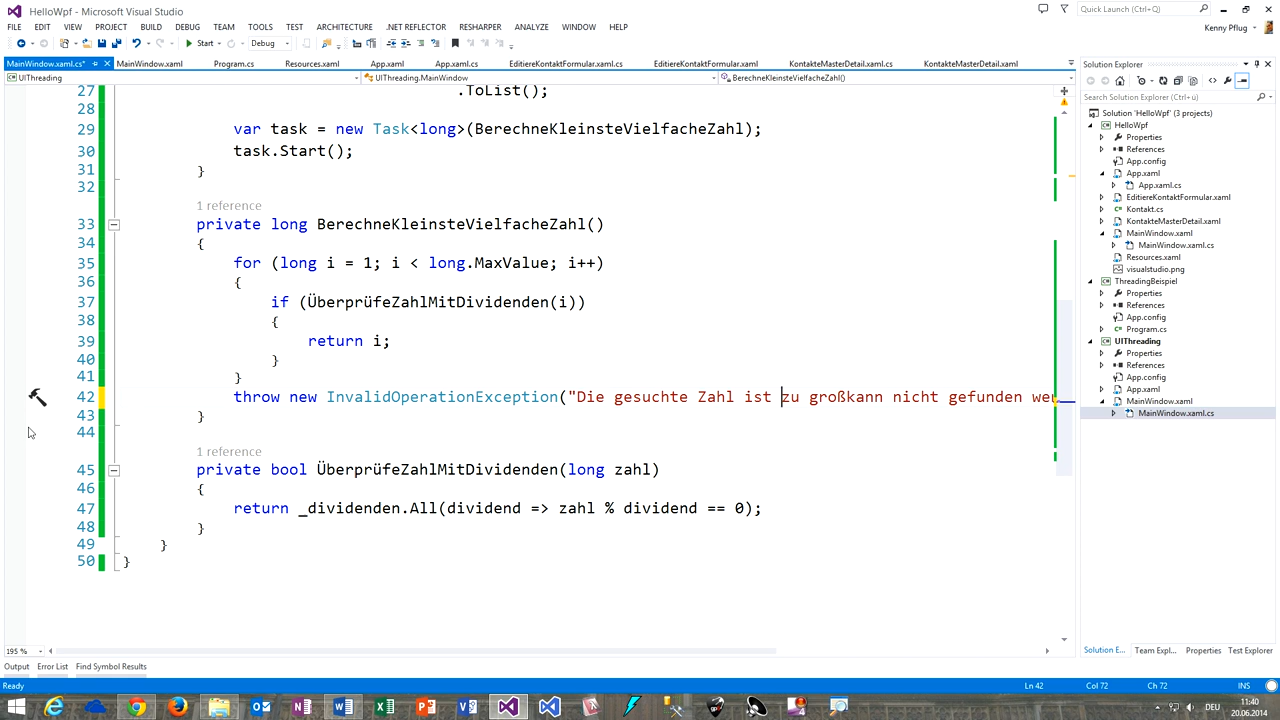 HelloWpf - Microsoft Visual Studio
Quick Launch (Ctrl+Ü)
FILE EDIT VIEW PROJECT BUILD DEBUG TEAM TOOLS TEST ARCHITECTURE .NET REFLECTOR RESHARPER ANALYZE WINDOW HELP
Kenny Pflug
Start Debug
MainWindow.xaml.cs* MainWindow.xaml Program.cs Resources.xaml App.xaml App.xaml.cs EditiereKontaktFormular.xaml.cs EditiereKontaktFormular.xaml KontakteMasterDetail.xaml.cs KontakteMasterDetail.xaml
UIThreading UIThreading.MainWindow BerechneKleinsteVielfacheZahl()
27 .ToList();
28
29 var task = new Task<long>(BerechneKleinsteVielfacheZahl);
30 task.Start();
31 }
32
1 reference
33 private long BerechneKleinsteVielfacheZahl()
34 {
35 for (long i = 1; i < long.MaxValue; i++)
36 {
37 if (ÜberprüfeZahlMitDividenden(i))
38 {
39 return i;
40 }
41 }
42 throw new InvalidOperationException("Die gesuchte Zahl ist zu großkann nicht gefunden wer
43 }
44
1 reference
45 private bool ÜberprüfeZahlMitDividenden(long zahl)
46 {
47 return _dividenden.All(dividend => zahl % dividend == 0);
48 }
49 }
50 }
195 %
Output Error List Find Symbol Results
Solution Explorer
Search Solution Explorer (Ctrl+ü)
Solution 'HelloWpf' (3 projects)
HelloWpf
Properties
References
App.config
App.xaml
App.xaml.cs
EditiereKontaktFormular.xaml
Kontakt.cs
KontakteMasterDetail.xaml
MainWindow.xaml
MainWindow.xaml.cs
Resources.xaml
visualstudio.png
ThreadingBeispiel
Properties
References
App.config
Program.cs
UIThreading
Properties
References
App.config
App.xaml
MainWindow.xaml
MainWindow.xaml.cs
Solution E... Team Expl... Properties Test Explorer
Ready Ln 42 Col 72 Ch 72 INS
DEU
11:40
20.06.2014